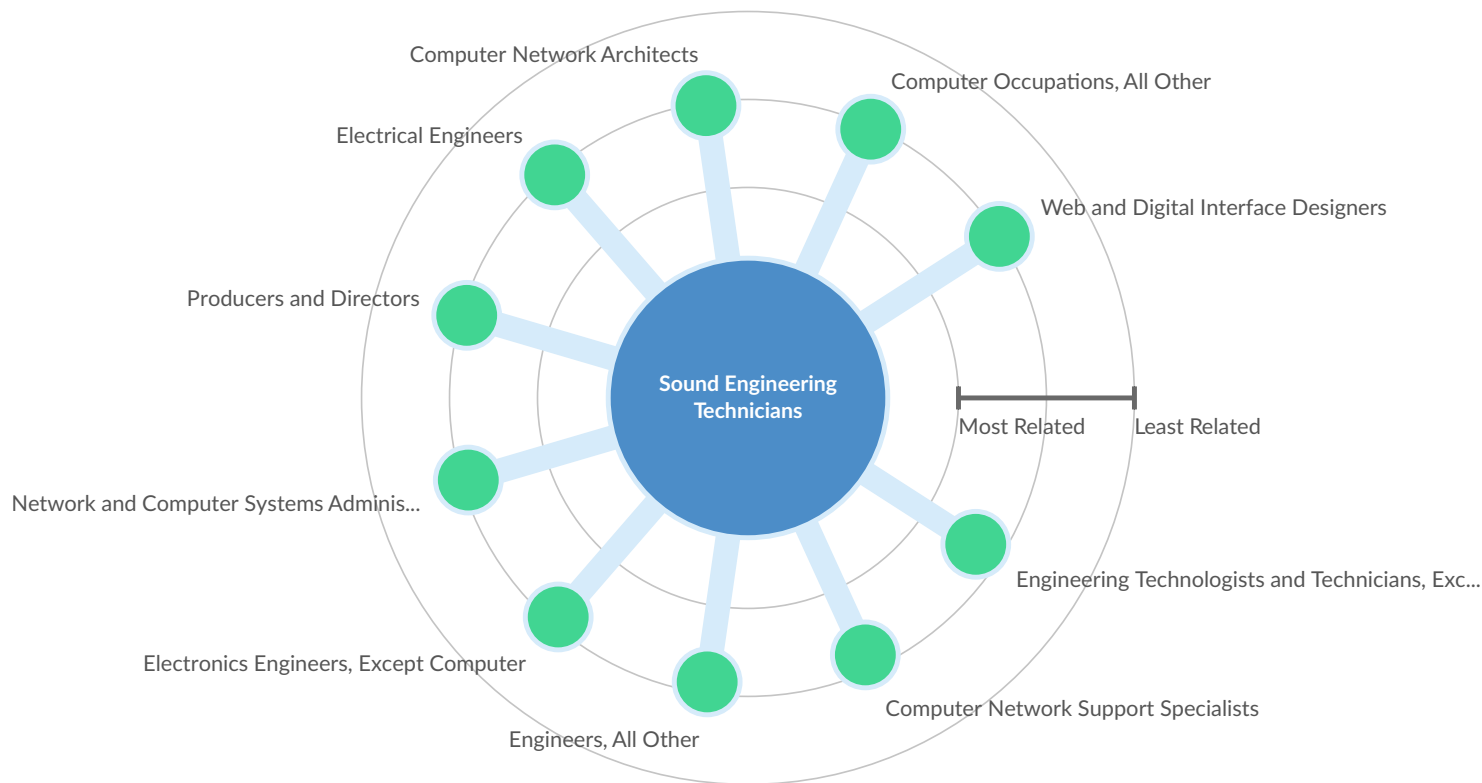 Computer Network Architects
Computer Occupations, All Other
Electrical Engineers
Web and Digital Interface Designers
Producers and Directors
Sound Engineering
Technicians
Most Related
Least Related
Network and Computer Systems Adminis...
Engineering Technologists and Technicians, Exc...
Electronics Engineers, Except Computer
Computer Network Support Specialists
Engineers, All Other